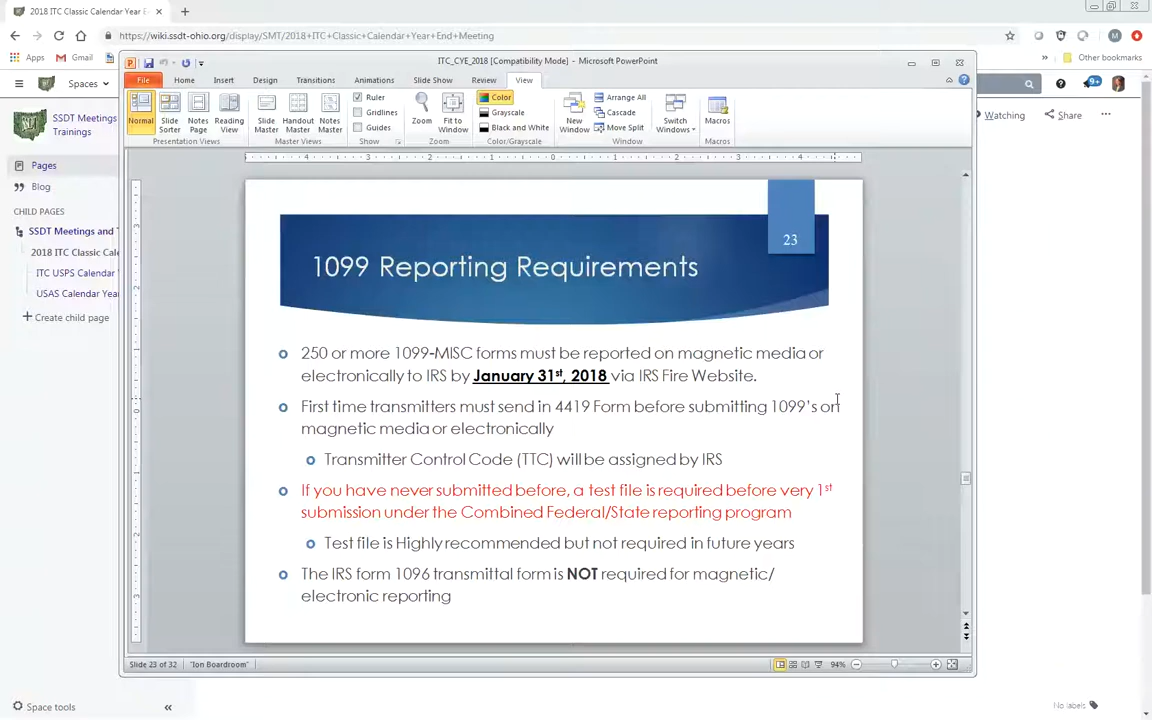 2018 ITC Classic Calendar Year E
https://wiki.ssdt-ohio.org/display/SMT/2018+ITC+Classic+Calendar+Year+End+Meeting
M
Apps
Gmail
Other bookmarks
ITC_CYE_2018 [Compatibility Mode] - Microsoft PowerPoint
File Home Insert Design Transitions Animations Slide Show Review View
Spaces
9+
Normal
Slide Sorter
Notes Page
Reading View
Presentation Views
Slide Master
Handout Master
Notes Master
Master Views
Ruler
Gridlines
Guides
Show
Zoom
Fit to Window
Zoom
Color
Grayscale
Black and White
Color/Grayscale
New Window
Arrange All
Cascade
Move Split
Switch Windows
Window
Macros
Macros
SSDT Meetings
Trainings
Watching
Share
Pages
Blog
CHILD PAGES
SSDT Meetings and T
2018 ITC Classic Cale
ITC USPS Calendar
USAS Calendar Year
Create child page
4 3 2 1 0 1 2 3 4
23
1099 Reporting Requirements
250 or more 1099-MISC forms must be reported on magnetic media or
electronically to IRS by January 31st, 2018 via IRS Fire Website.
First time transmitters must send in 4419 Form before submitting 1099's on
magnetic media or electronically
Transmitter Control Code (TTC) will be assigned by IRS
If you have never submitted before, a test file is required before very 1st
submission under the Combined Federal/State reporting program
Test file is Highly recommended but not required in future years
The IRS form 1096 transmittal form is NOT required for magnetic/
electronic reporting
Slide 23 of 32
"Ion Boardroom"
94%
Space tools
No labels